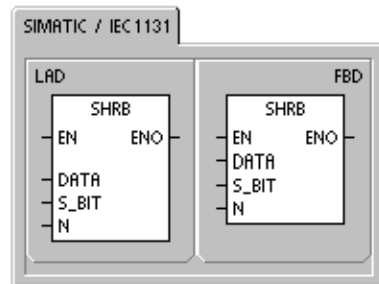 SIMATIC / IEC1131
LAD
FBD
SHRB
EN ENO
DATA
S_BIT
N
SHRB
EN ENO
DATA
S_BIT
N